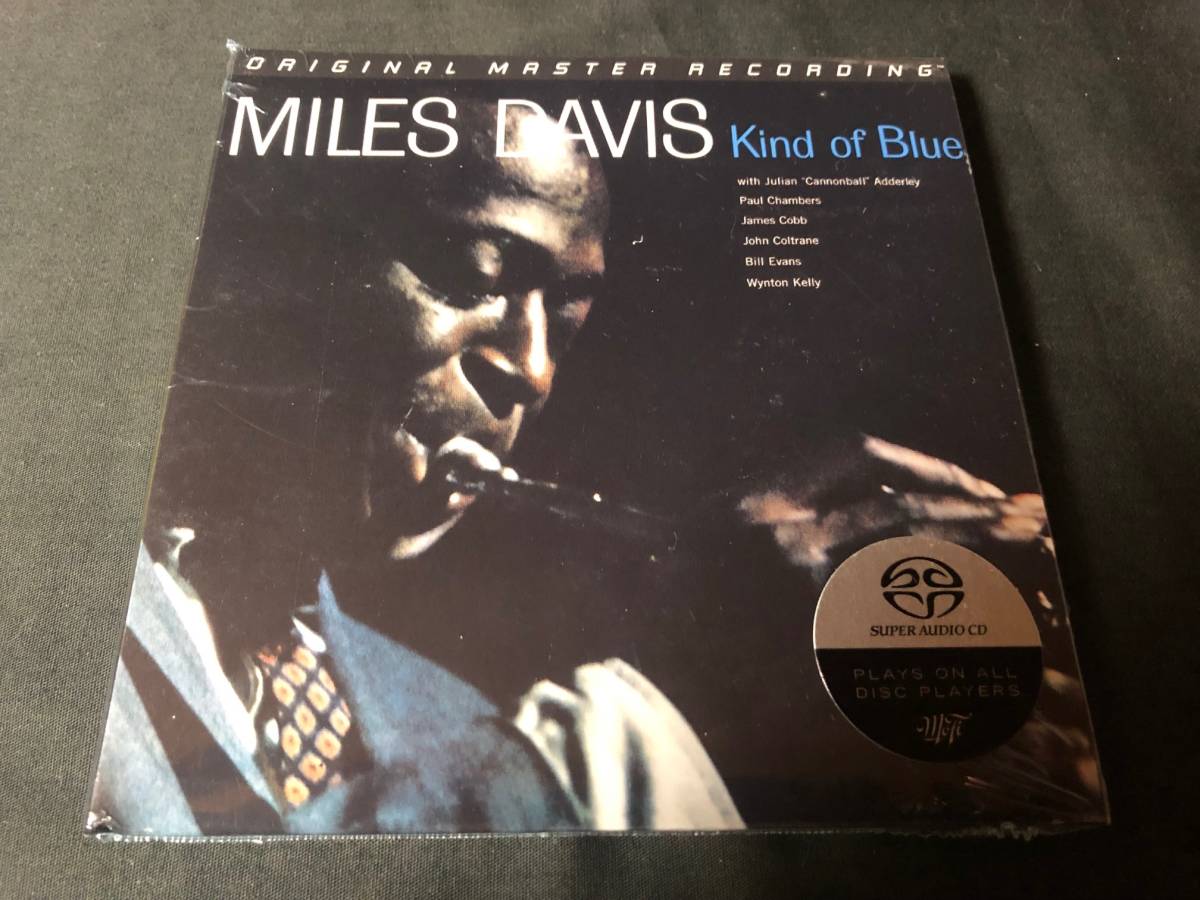 ORIGINAL MASTER RECORDING™
MILES DAVIS Kind of Blue
with Julian "Cannonball" Adderley
Paul Chambers
James Cobb
John Coltrane
Bill Evans
Wynton Kelly
SUPER AUDIO CD
PLAYS ON ALL
DISC PLAYERS
MoFi